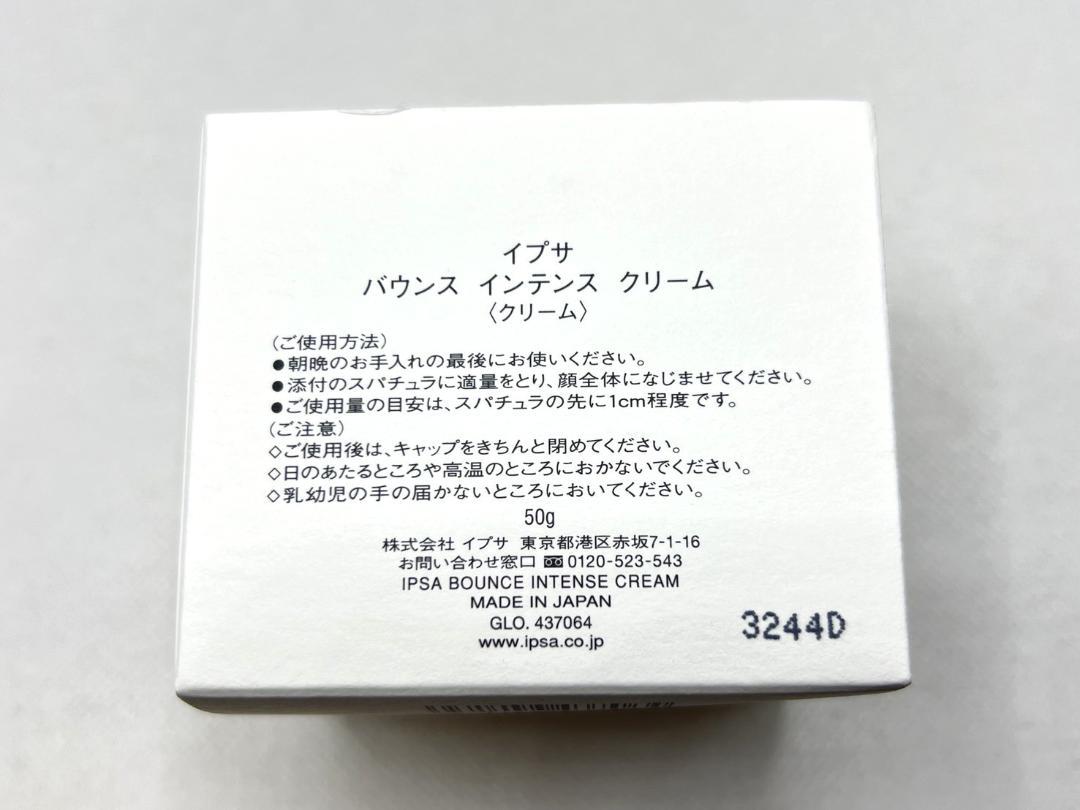 イプサ
バウンス インテンス クリーム
〈クリーム〉
(ご使用方法)
●朝晩のお手入れの最後にお使いください。
●添付のスパチュラに適量をとり、顔全体になじませてください。
●ご使用量の目安は、スパチュラの先に1cm程度です。
(ご注意)
◇ご使用後は、キャップをきちんと閉めてください。
◇日のあたるところや高温のところにおかないでください。
◇乳幼児の手の届かないところにおいてください。
50g
株式会社 イプサ 東京都港区赤坂7-1-16
お問い合わせ窓口 0120-523-543
IPSA BOUNCE INTENSE CREAM
MADE IN JAPAN
GLO. 437064
www.ipsa.co.jp
3244D